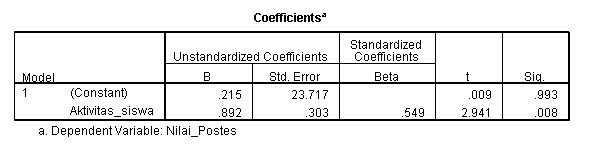 Coefficientsa
Unstandardized Coefficients Standardized Coefficients
Model B Std. Error Beta t Sig.
1 (Constant) .215 23.717 .009 .993
Aktivitas_siswa .892 .303 .549 2.941 .008
a. Dependent Variable: Nilai_Postes